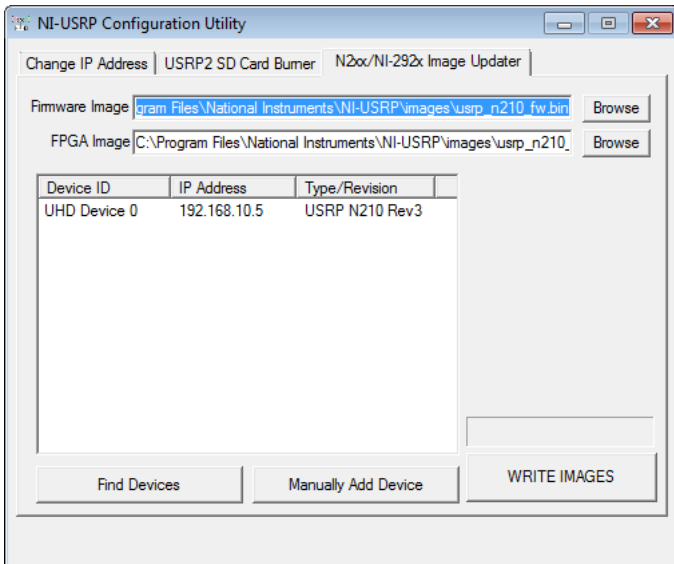 NI-USRP Configuration Utility
Change IP Address USRP2 SD Card Burner N2xx/NI-292x Image Updater
Firmware Image gram Files\National Instruments\NI-USRP\images\usrp_n210_fw.bin Browse
FPGA Image C:\Program Files\National Instruments\NI-USRP\images\usrp_n210_ Browse
Device ID IP Address Type/Revision
UHD Device 0 192.168.10.5 USRP N210 Rev3
Find Devices Manually Add Device WRITE IMAGES